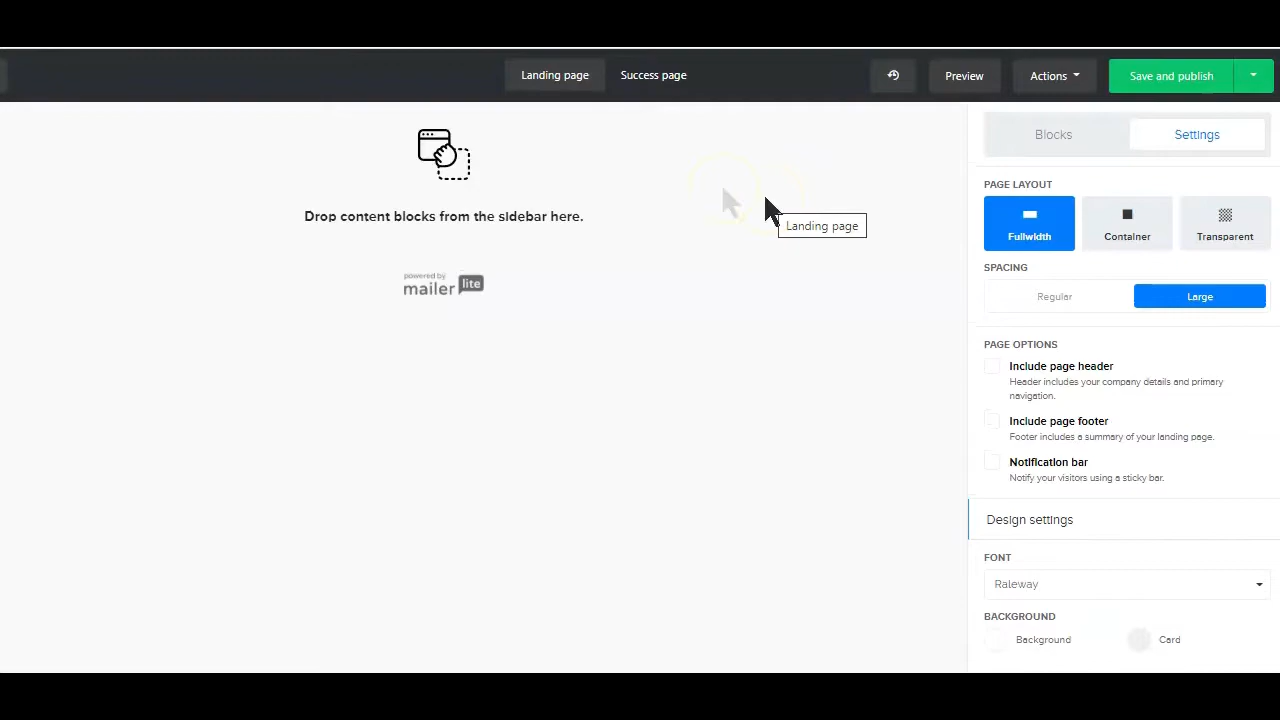 Landing page
Success page
Preview
Actions
Save and publish
Drop content blocks from the sidebar here.
powered by
mailer lite
Landing page
Blocks
Settings
PAGE LAYOUT
Fullwidth
Container
Transparent
SPACING
Regular
Large
PAGE OPTIONS
Include page header
Header includes your company details and primary
navigation.
Include page footer
Footer includes a summary of your landing page.
Notification bar
Notify your visitors using a sticky bar.
Design settings
FONT
Raleway
BACKGROUND
Background
Card